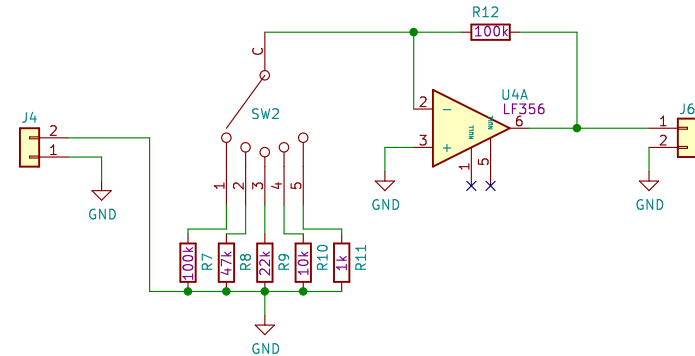 R12
100k
C
SW2
U4A
LF356
2
3
6
NULL
NULL
1
5
GND
J4
2
1
GND
J6
1
2
GND
1
2
3
4
5
100k
R7
47k
R8
22k
R9
10k
R10
1k
R11
GND